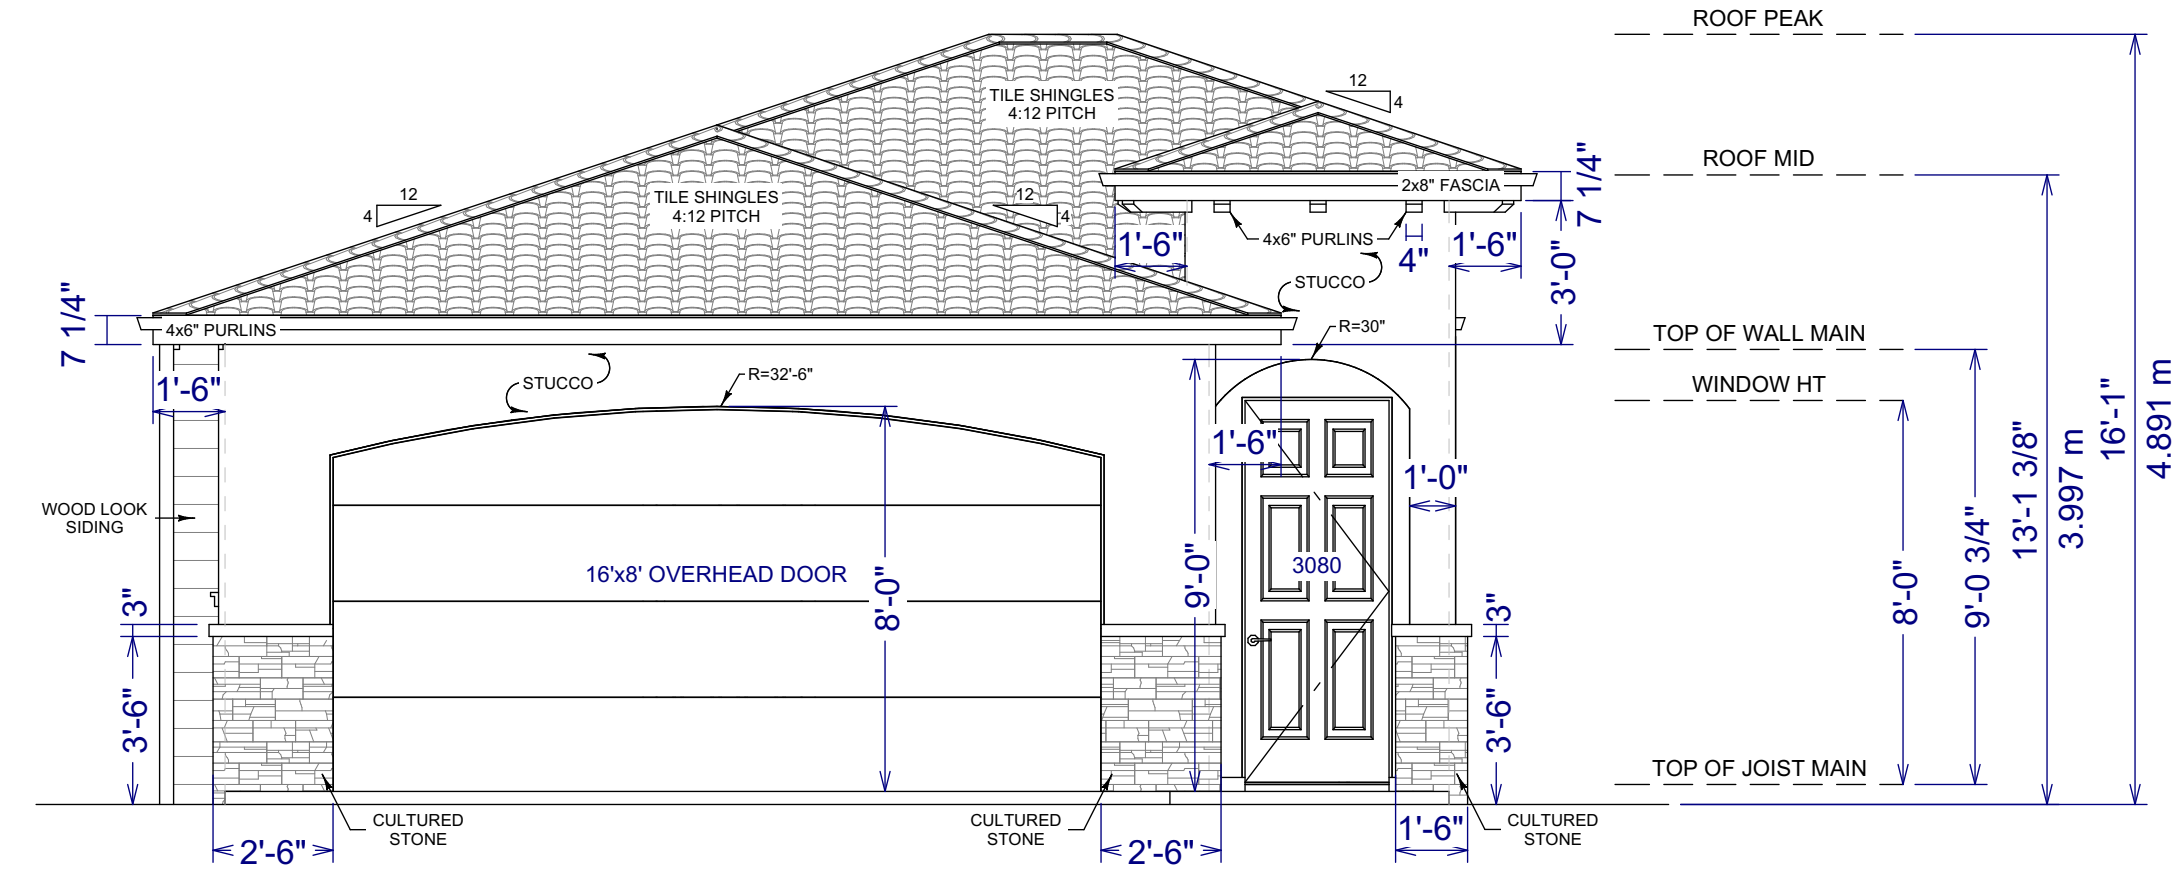 ROOF PEAK
12
4
TILE SHINGLES
4:12 PITCH
ROOF MID
7 1/4"
2x8" FASCIA
12
4
TILE SHINGLES
4:12 PITCH
12
4
1'-6"
4x6" PURLINS
4"
1'-6"
3'-0"
STUCCO
7 1/4"
4x6" PURLINS
R=30"
TOP OF WALL MAIN
1'-6"
STUCCO
R=32'-6"
WINDOW HT
16'-1"
4.891 m
1'-6"
1'-0"
13'-1 3/8"
3.997 m
WOOD LOOK
SIDING
16'x8' OVERHEAD DOOR
8'-0"
9'-0"
3080
8'-0"
9'-0 3/4"
3"
3"
3'-6"
3'-6"
TOP OF JOIST MAIN
CULTURED
STONE
CULTURED
STONE
CULTURED
STONE
2'-6"
2'-6"
1'-6"